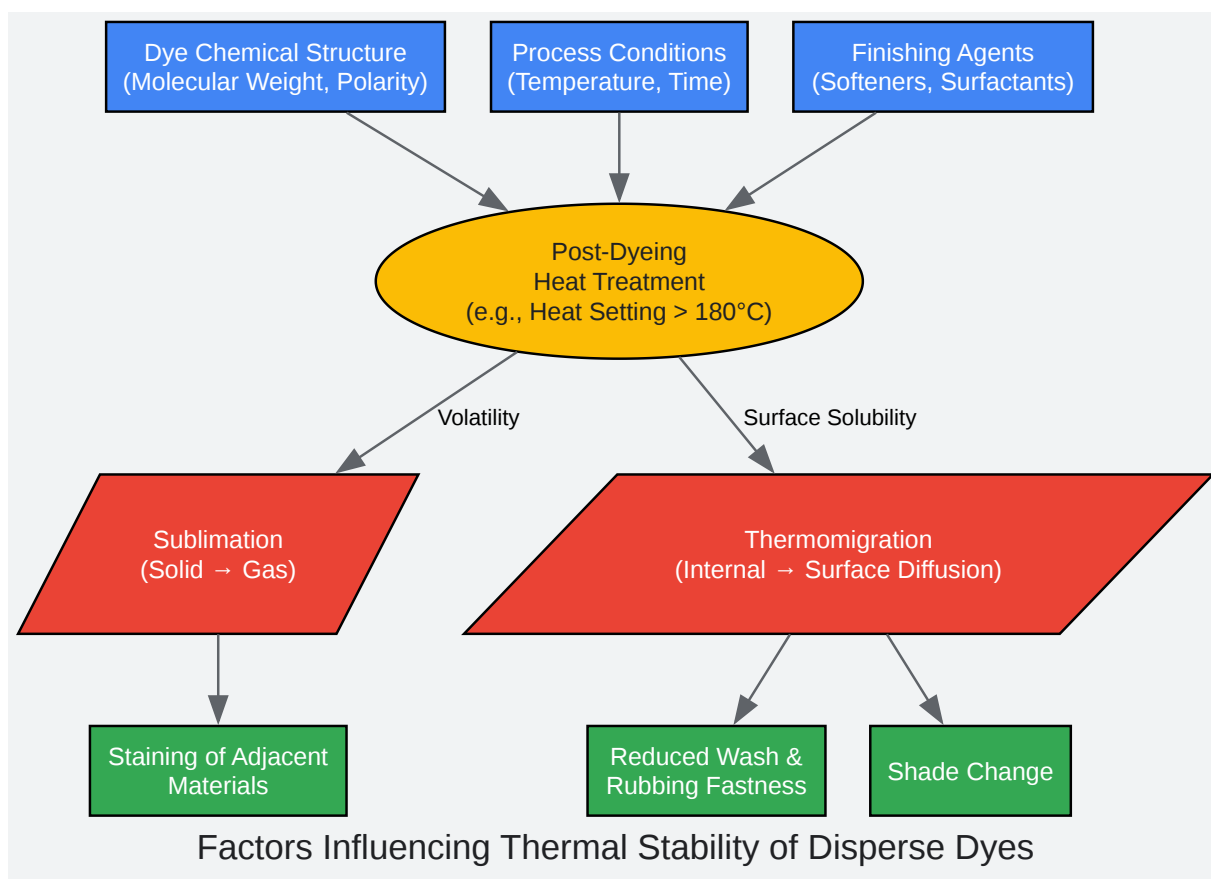 Dye Chemical Structure
(Molecular Weight, Polarity)
Process Conditions
(Temperature, Time)
Finishing Agents
(Softeners, Surfactants)
Post-Dyeing
Heat Treatment
(e.g., Heat Setting > 180°C)
Volatility
Surface Solubility
Sublimation
(Solid → Gas)
Thermomigration
(Internal → Surface Diffusion)
Staining of Adjacent
Materials
Reduced Wash &
Rubbing Fastness
Shade Change
Factors Influencing Thermal Stability of Disperse Dyes